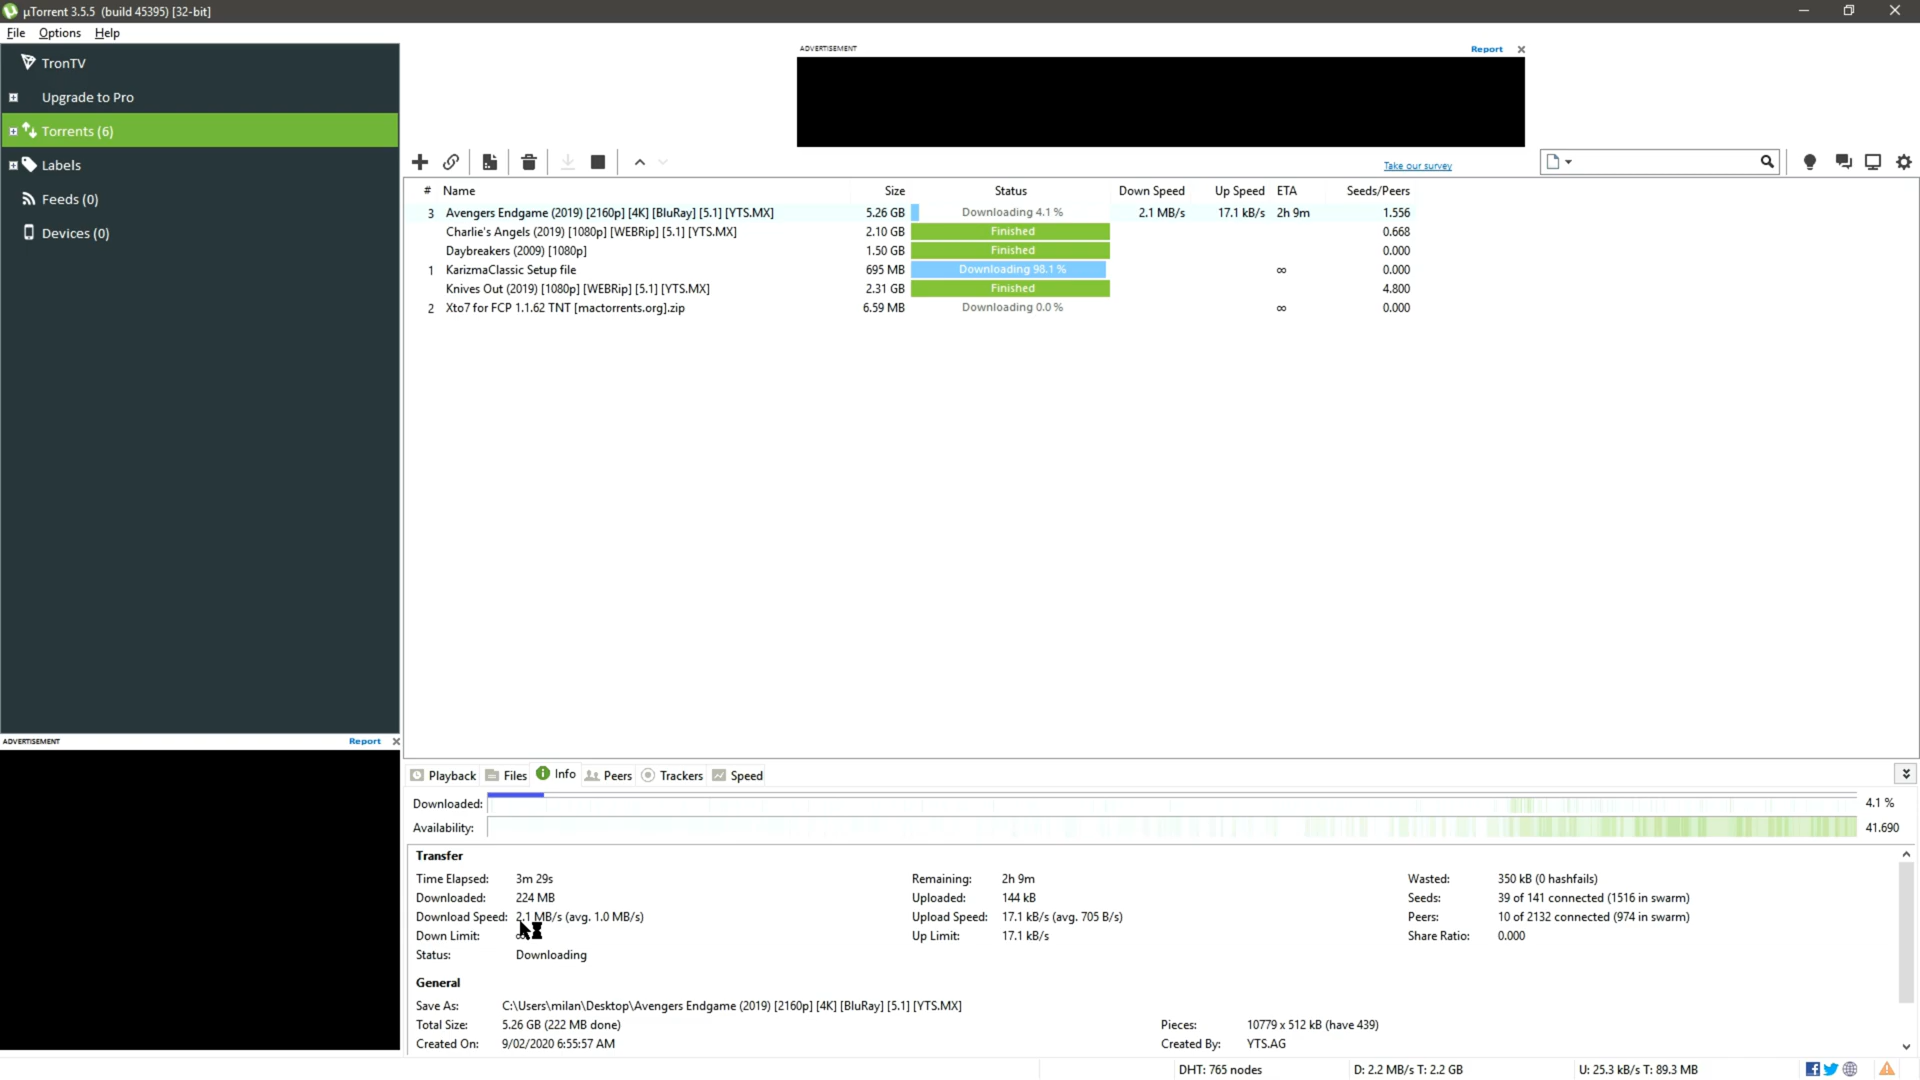 µTorrent 3.5.5 (build 45395) [32-bit]
File Options Help
TronTV
Upgrade to Pro
Torrents (6)
Labels
Feeds (0)
Devices (0)
ADVERTISEMENT Report
Take our survey
# Name Size Status Down Speed Up Speed ETA Seeds/Peers
3 Avengers Endgame (2019) [2160p] [4K] [BluRay] [5.1] [YTS.MX] 5.26 GB Downloading 4.1 % 2.1 MB/s 17.1 kB/s 2h 9m 1.556
Charlie's Angels (2019) [1080p] [WEBRip] [5.1] [YTS.MX] 2.10 GB Finished 0.668
Daybreakers (2009) [1080p] 1.50 GB Finished 0.000
1 KarizmaClassic Setup file 695 MB Downloading 98.1 % ∞ 0.000
Knives Out (2019) [1080p] [WEBRip] [5.1] [YTS.MX] 2.31 GB Finished 4.800
2 Xto7 for FCP 1.1.62 TNT [mactorrents.org].zip 6.59 MB Downloading 0.0 % ∞ 0.000
ADVERTISEMENT Report
Playback Files Info Peers Trackers Speed
Downloaded: 4.1 %
Availability: 41.690
Transfer
Time Elapsed: 3m 29s Remaining: 2h 9m Wasted: 350 kB (0 hashfails)
Downloaded: 224 MB Uploaded: 144 kB Seeds: 39 of 141 connected (1516 in swarm)
Download Speed: 2.1 MB/s (avg. 1.0 MB/s) Upload Speed: 17.1 kB/s (avg. 705 B/s) Peers: 10 of 2132 connected (974 in swarm)
Down Limit: ∞ Up Limit: 17.1 kB/s Share Ratio: 0.000
Status: Downloading
General
Save As: C:\Users\milan\Desktop\Avengers Endgame (2019) [2160p] [4K] [BluRay] [5.1] [YTS.MX]
Total Size: 5.26 GB (222 MB done) Pieces: 10779 x 512 kB (have 439)
Created On: 9/02/2020 6:55:57 AM Created By: YTS.AG
DHT: 765 nodes D: 2.2 MB/s T: 2.2 GB U: 25.3 kB/s T: 89.3 MB